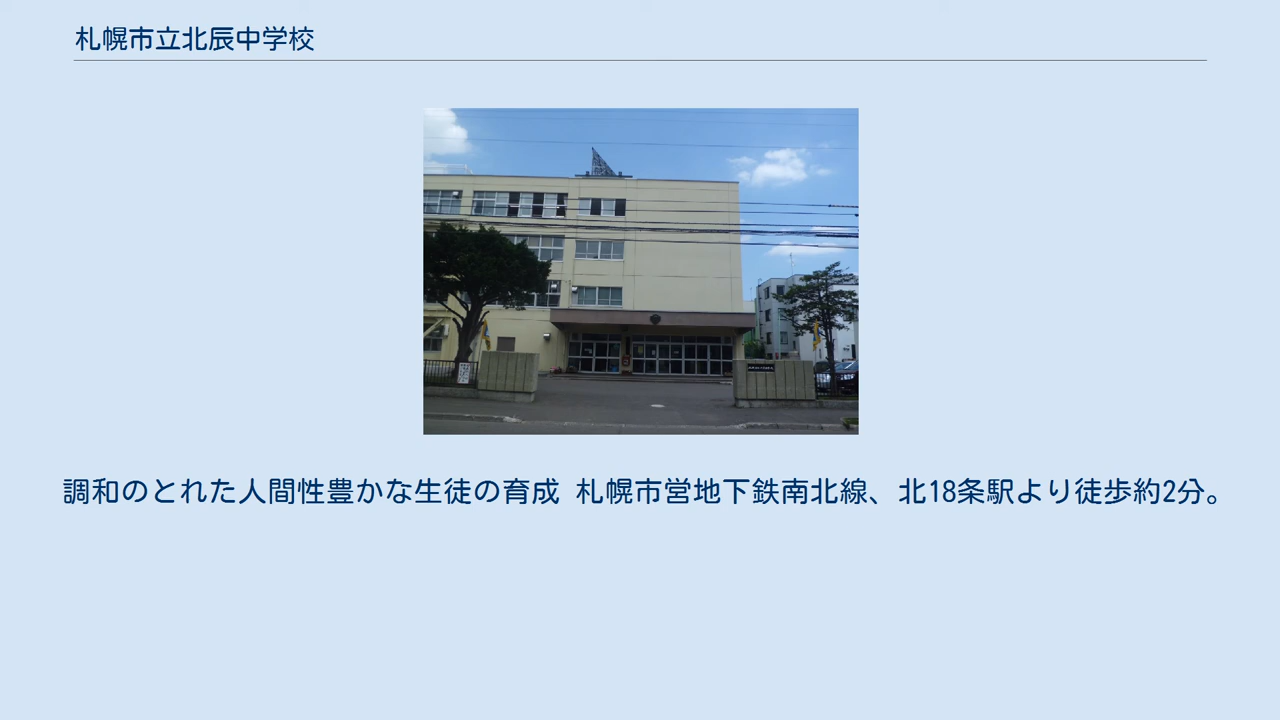 札幌市立北辰中学校
調和のとれた人間性豊かな生徒の育成 札幌市営地下鉄南北線、北18条駅より徒歩約2分。